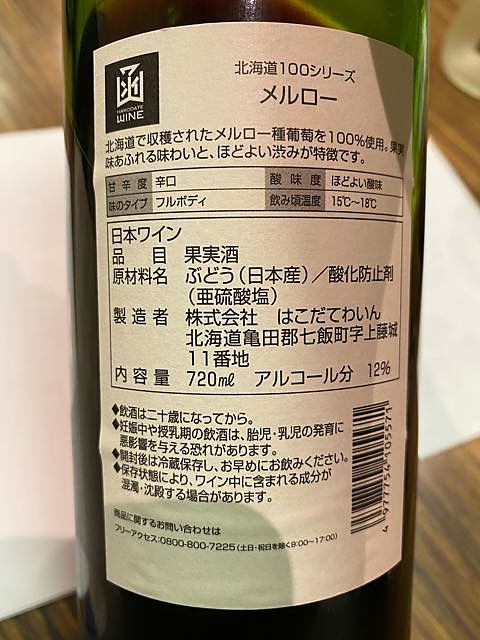 函
HAKODATE
WINE
北海道100シリーズ
メルロー
北海道で収穫されたメルロー種葡萄を100%使用。果実
味あふれる味わいと、ほどよい渋みが特徴です。
甘辛度 辛口 酸味度 ほどよい酸味
味のタイプ フルボディ 飲み頃温度 15℃~18℃
日本ワイン
品目 果実酒
原材料名 ぶどう(日本産)/酸化防止剤
(亜硫酸塩)
製造者 株式会社 はこだてわいん
北海道亀田郡七飯町字上藤城
11番地
内容量 720mℓ アルコール分 12%
◆飲酒は二十歳になってから。
◆妊娠中や授乳期の飲酒は、胎児・乳児の発育に
悪影響を与える恐れがあります。
◆開封後は冷蔵保存し、お早めにお飲みください。
◆保存状態により、ワイン中に含まれる成分が
混濁・沈殿する場合があります。
商品に関するお問い合わせは
フリーアクセス:0800-800-7225(土日・祝日を除く8:00~17:00)
4 977754 195571